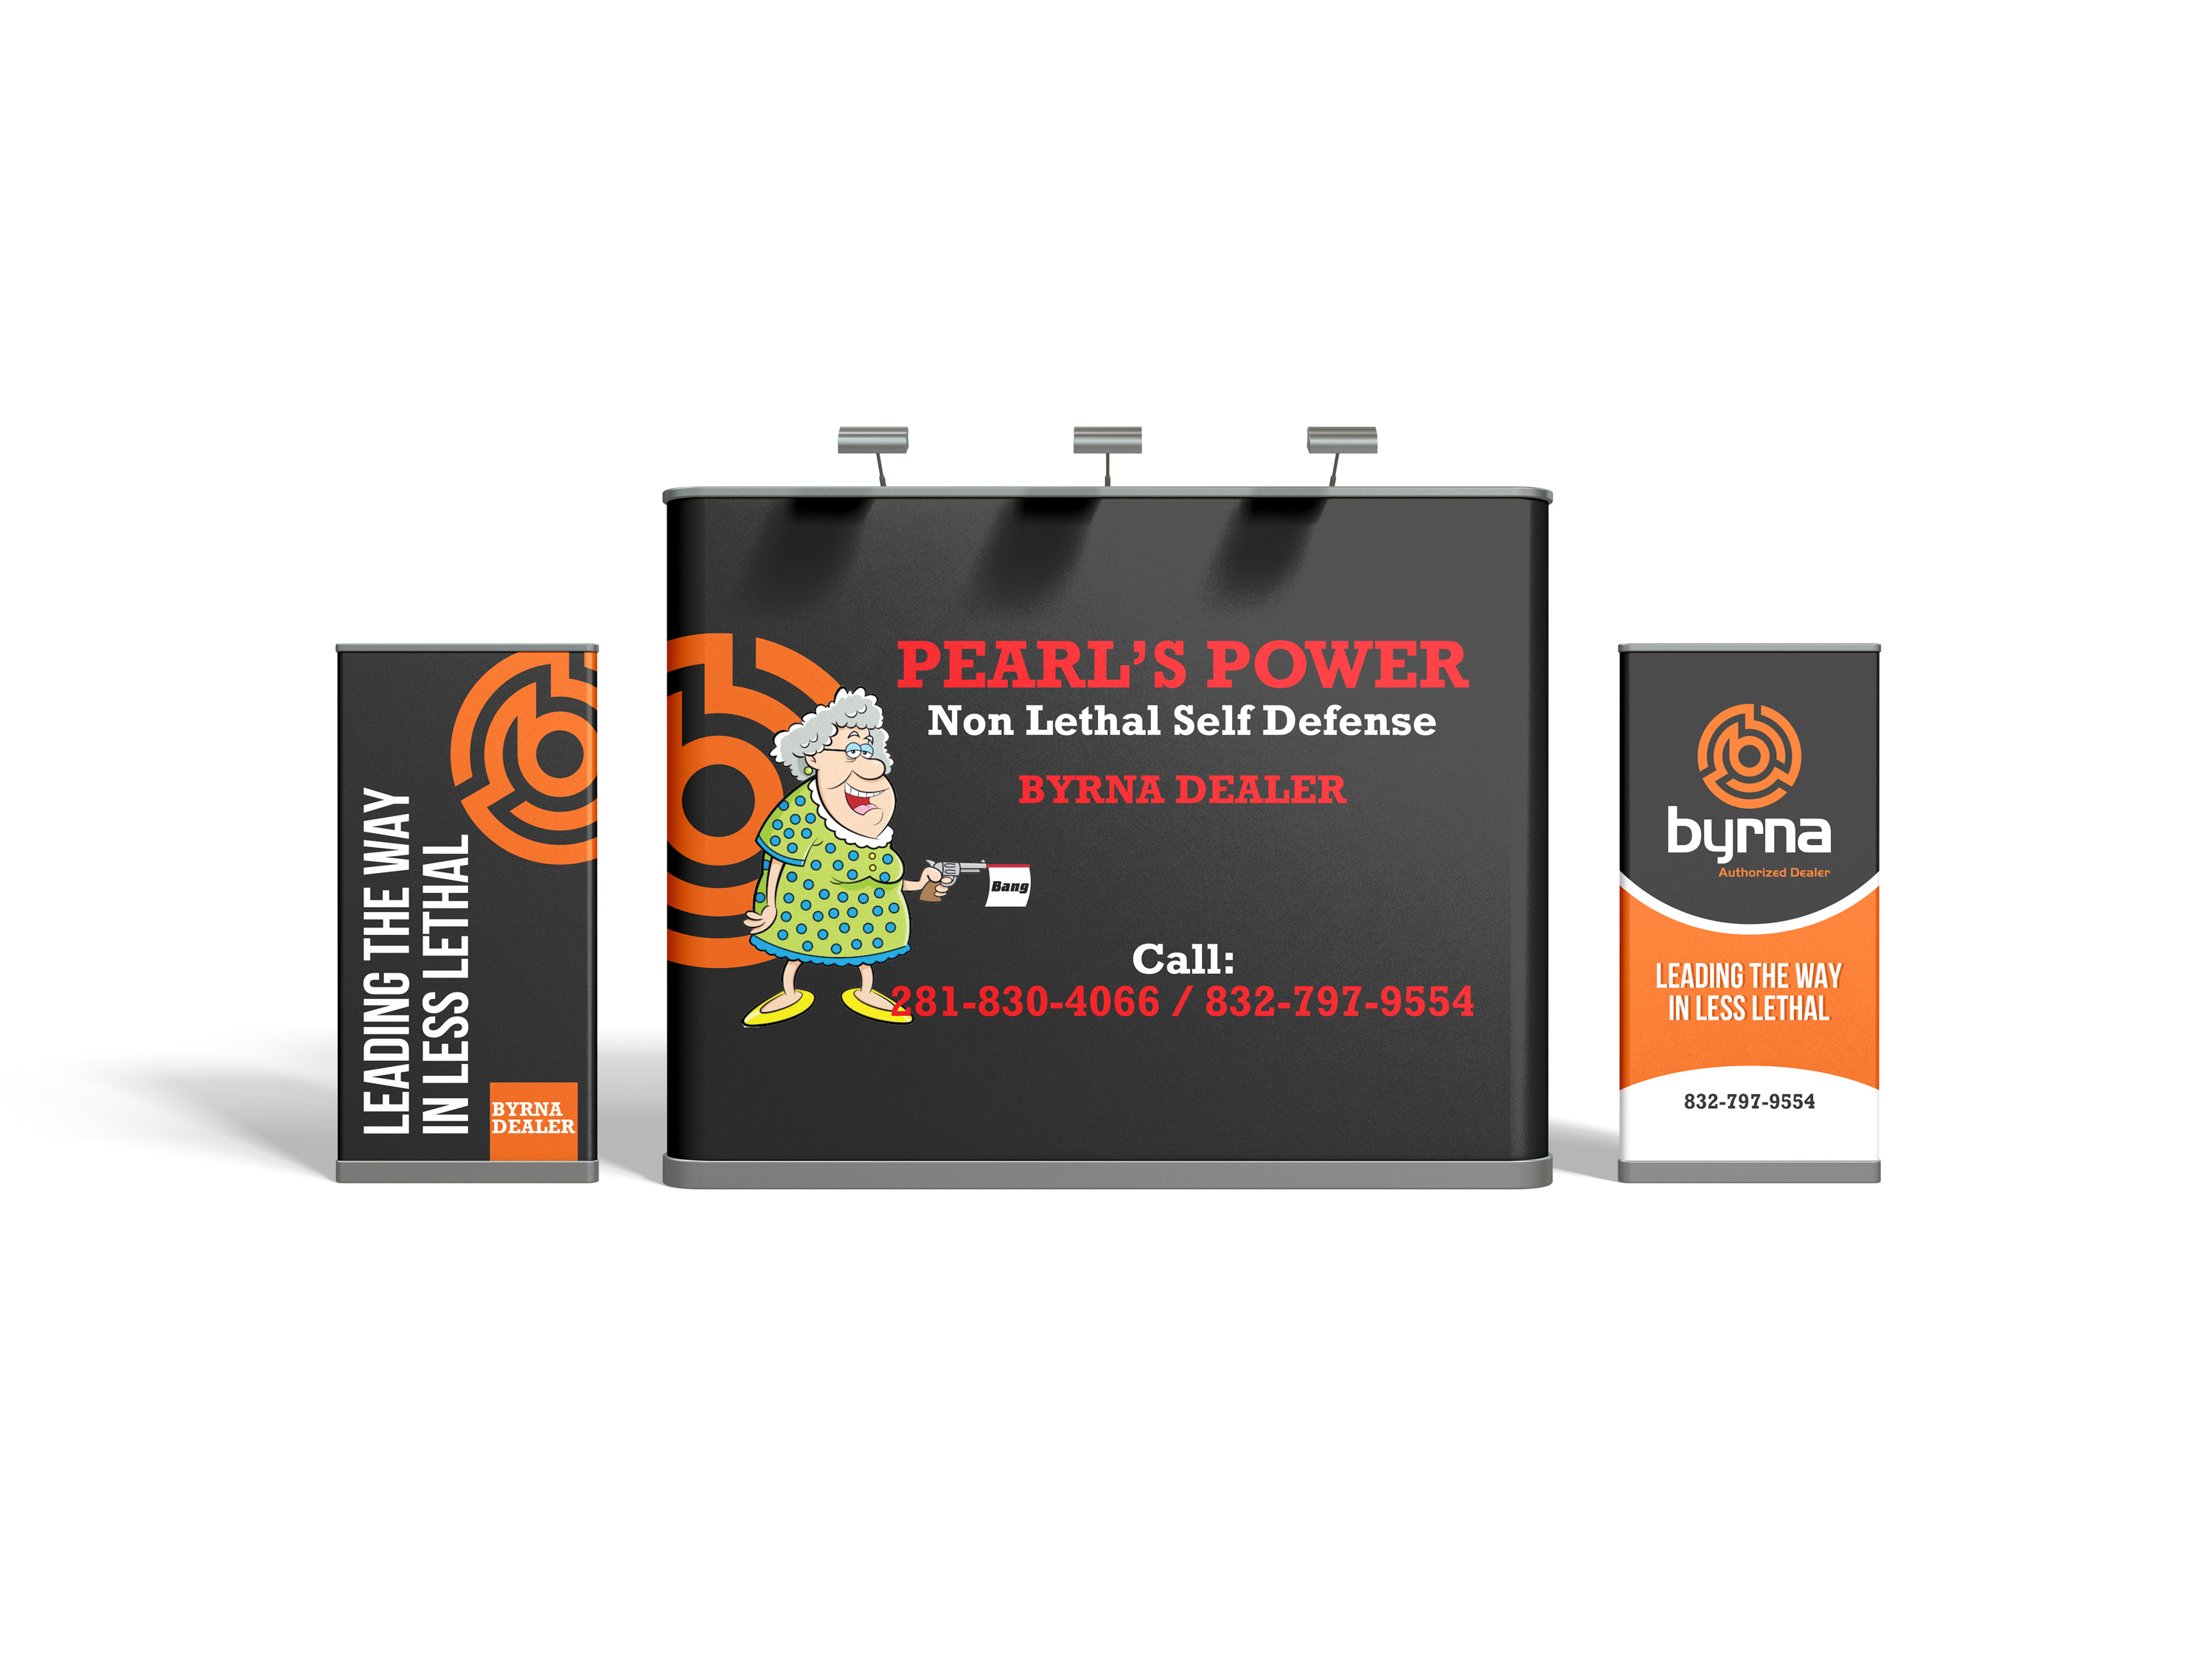 LEADING THE WAY
IN LESS LETHAL
BYRNA
DEALER
PEARL'S POWER
Non Lethal Self Defense
BYRNA DEALER
Bang
Call:
281-830-4066 / 832-797-9554
byrna
Authorized Dealer
LEADING THE WAY
IN LESS LETHAL
832-797-9554